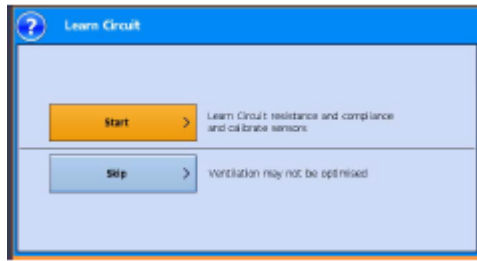 ?
Learn Circuit
Start >
Learn Circuit resistance and compliance
and calibrate sensors
Skip >
Ventilation may not be optimised